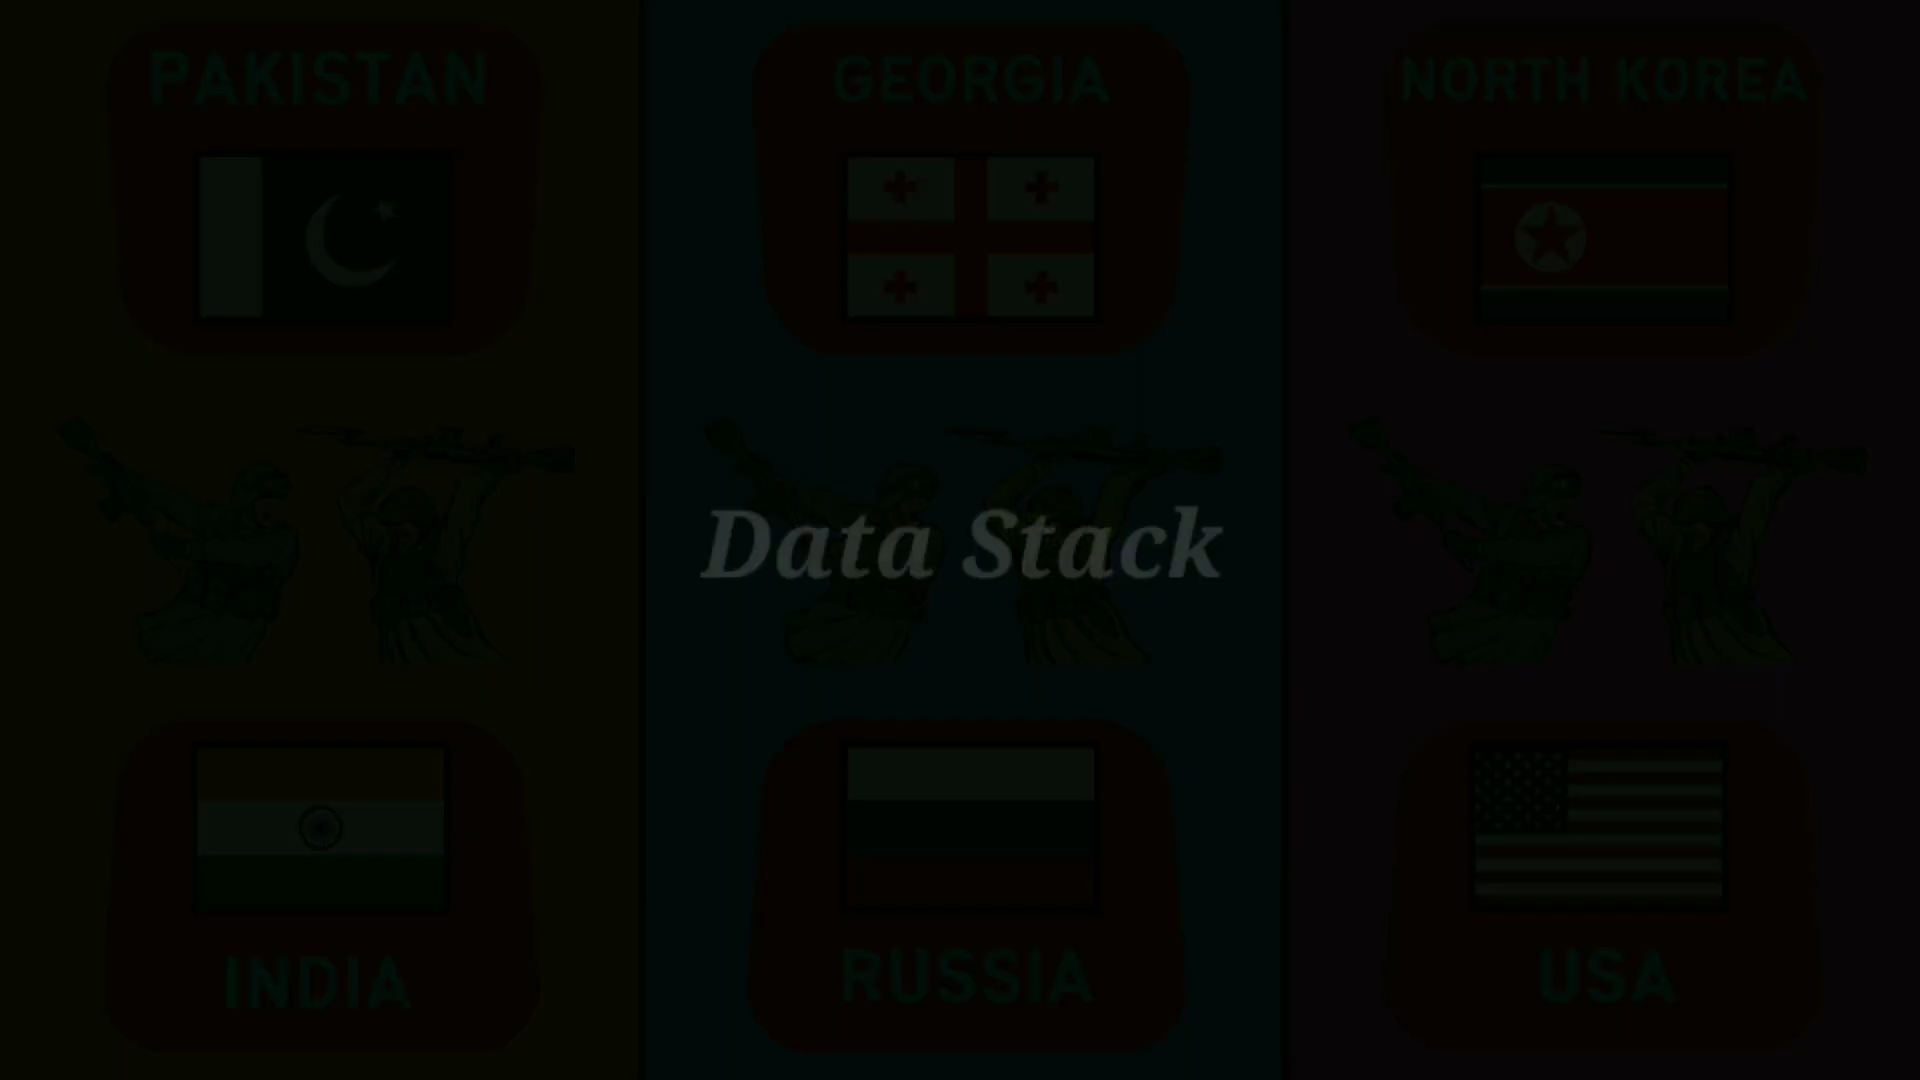 PAKISTAN
GEORGIA
NORTH KOREA
Data Stack
INDIA
RUSSIA
USA